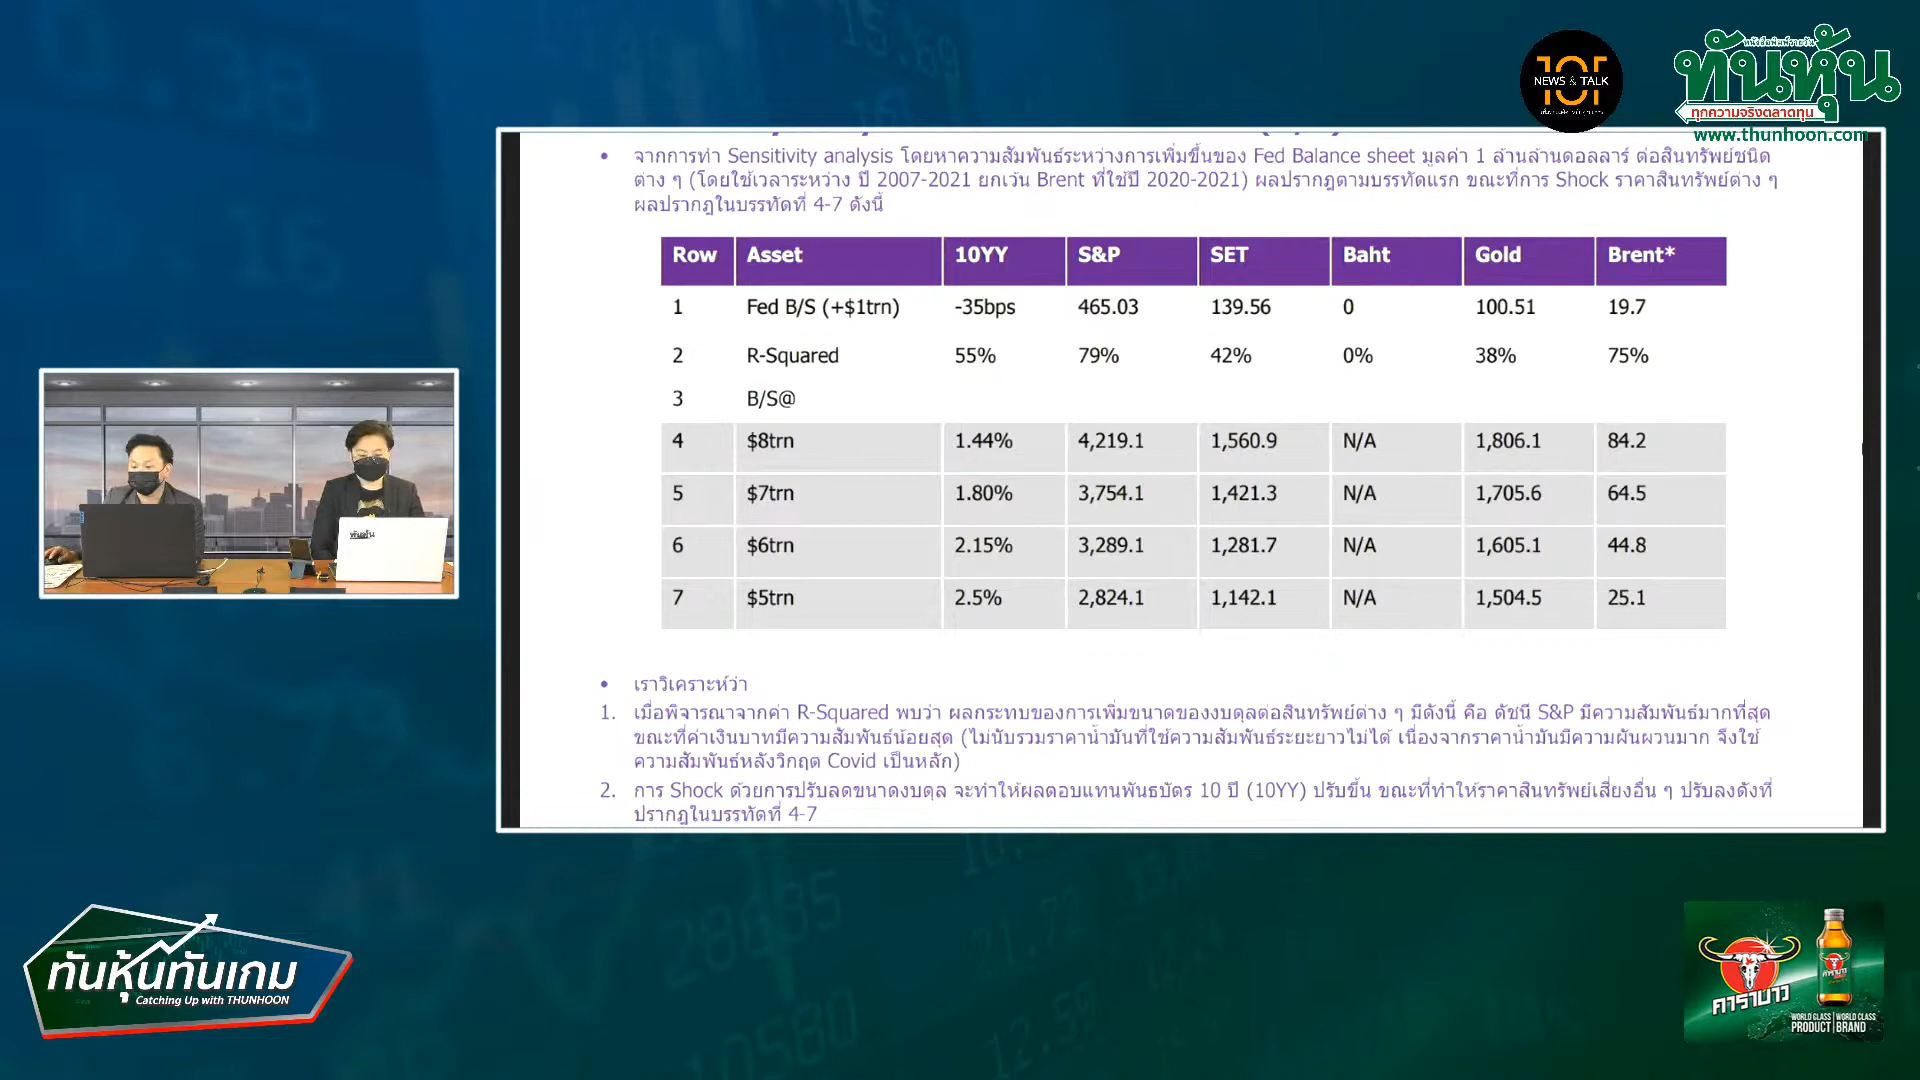 101
NEWS & TALK
หนังสือพิมพ์รายวัน
ทันหุ้น
ทุกความจริงตลาดทุน
www.thunhoon.com
• จากการทำ Sensitivity analysis โดยหาความสัมพันธ์ระหว่างการเพิ่มขึ้นของ Fed Balance sheet มูลค่า 1 ล้านล้านดอลลาร์ ต่อสินทรัพย์ชนิด
ต่าง ๆ (โดยใช้เวลาระหว่าง ปี 2007-2021 ยกเว้น Brent ที่ใช้ปี 2020-2021) ผลปรากฎตามบรรทัดแรก ขณะที่การ Shock ราคาสินทรัพย์ต่าง ๆ
ผลปรากฎในบรรทัดที่ 4-7 ดังนี้
Row Asset 10YY S&P SET Baht Gold Brent*
1 Fed B/S (+$1trn) -35bps 465.03 139.56 0 100.51 19.7
2 R-Squared 55% 79% 42% 0% 38% 75%
3 B/S@
4 $8trn 1.44% 4,219.1 1,560.9 N/A 1,806.1 84.2
5 $7trn 1.80% 3,754.1 1,421.3 N/A 1,705.6 64.5
6 $6trn 2.15% 3,289.1 1,281.7 N/A 1,605.1 44.8
7 $5trn 2.5% 2,824.1 1,142.1 N/A 1,504.5 25.1
• เราวิเคราะห์ว่า
1. เมื่อพิจารณาจากค่า R-Squared พบว่า ผลกระทบของการเพิ่มขนาดของงบดุลต่อสินทรัพย์ต่าง ๆ มีดังนี้ คือ ดัชนี S&P มีความสัมพันธ์มากที่สุด
ขณะที่ค่าเงินบาทมีความสัมพันธ์น้อยสุด (ไม่นับรวมราคาน้ำมันที่ใช้ความสัมพันธ์ระยะยาวไม่ได้ เนื่องจากราคาน้ำมันมีความผันผวนมาก จึงใช้
ความสัมพันธ์หลังวิกฤต Covid เป็นหลัก)
2. การ Shock ด้วยการปรับลดขนาดงบดุล จะทำให้ผลตอบแทนพันธบัตร 10 ปี (10YY) ปรับขึ้น ขณะที่ทำให้ราคาสินทรัพย์เสี่ยงอื่น ๆ ปรับลงดังที่
ปรากฎในบรรทัดที่ 4-7
ทันหุ้น
ทันหุ้นทันเกม
Catching Up with THUNHOON
คาราบาว
WORLD CLASS PRODUCT
WORLD CLASS BRAND